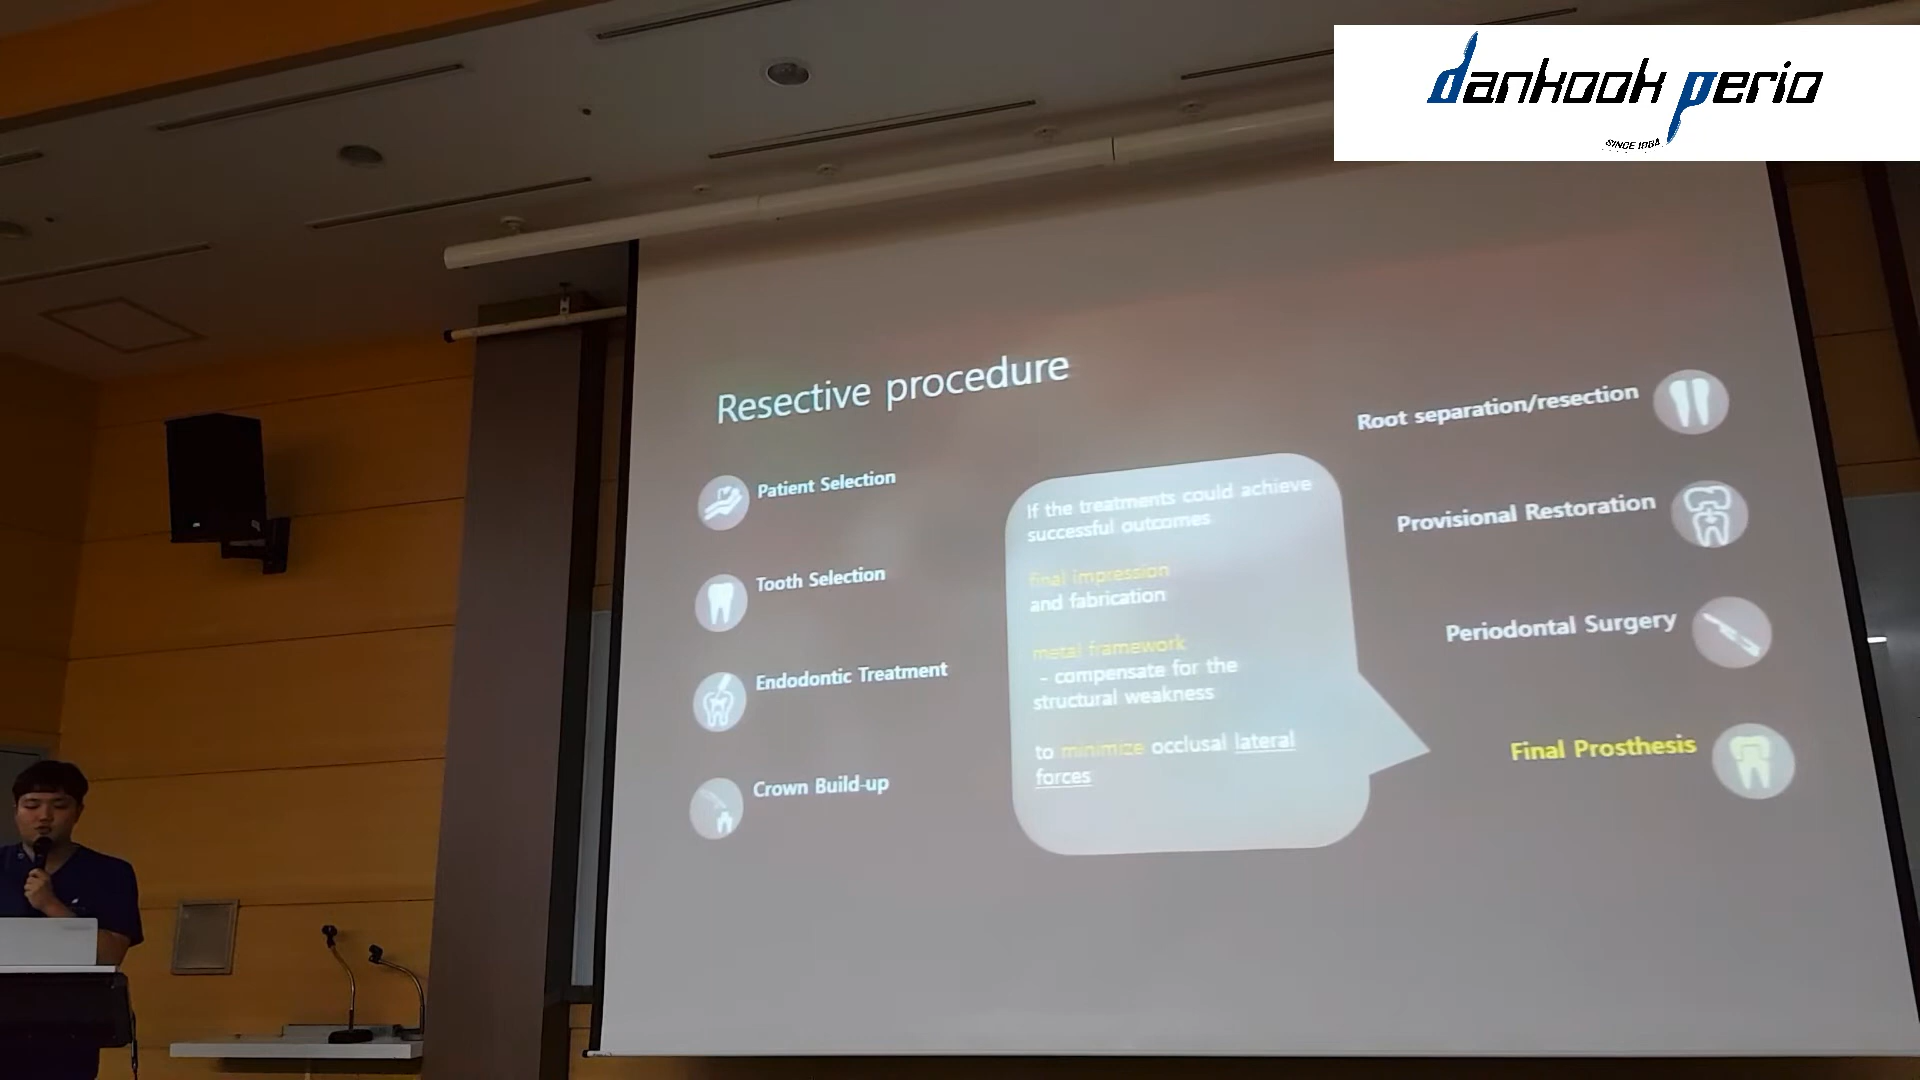 dankook perio
SINCE 1984
Resective procedure
Patient Selection
Tooth Selection
Endodontic Treatment
Crown Build-up
If the treatments could achieve
successful outcomes
final impression
and fabrication
metal framework
- compensate for the
structural weakness
to minimize occlusal lateral
forces
Root separation/resection
Provisional Restoration
Periodontal Surgery
Final Prosthesis